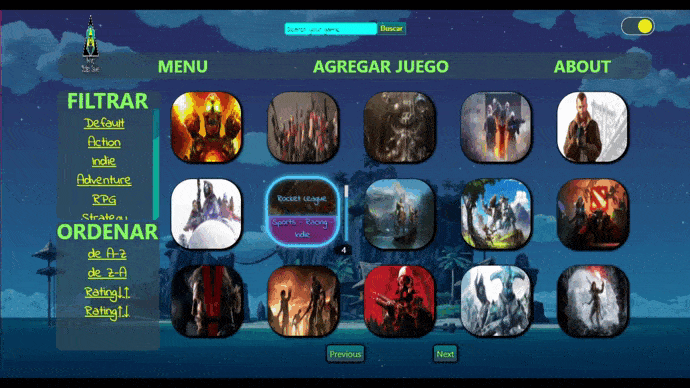 Buscar
MENU
AGREGAR JUEGO
ABOUT
FILTRAR
Default
Action
Indie
Adventure
RPG
Strategy
ORDENAR
de A-Z
de Z-A
Rating↓↑
Rating↑↓
Rocket League
Sports - Racing -
Indie
4
Previous
Next